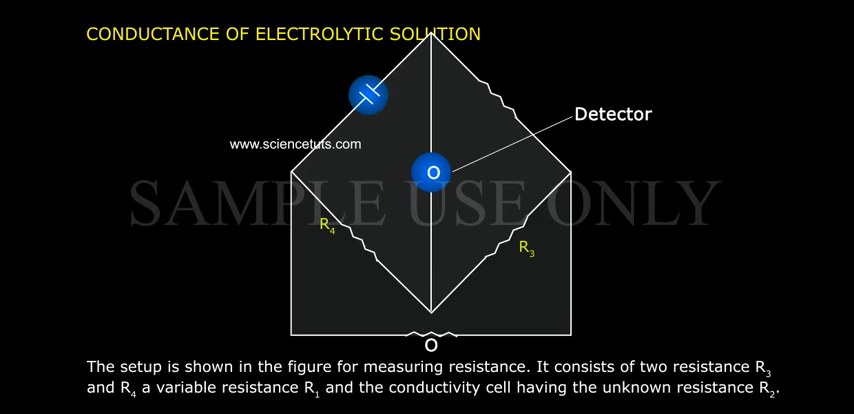 CONDUCTANCE OF ELECTROLYTIC SOLUTION
Detector
www.sciencetuts.com
O
SAMPLE USE ONLY
R₄
R₃
O
The setup is shown in the figure for measuring resistance. It consists of two resistance R₃
and R₄ a variable resistance R₁ and the conductivity cell having the unknown resistance R₂.